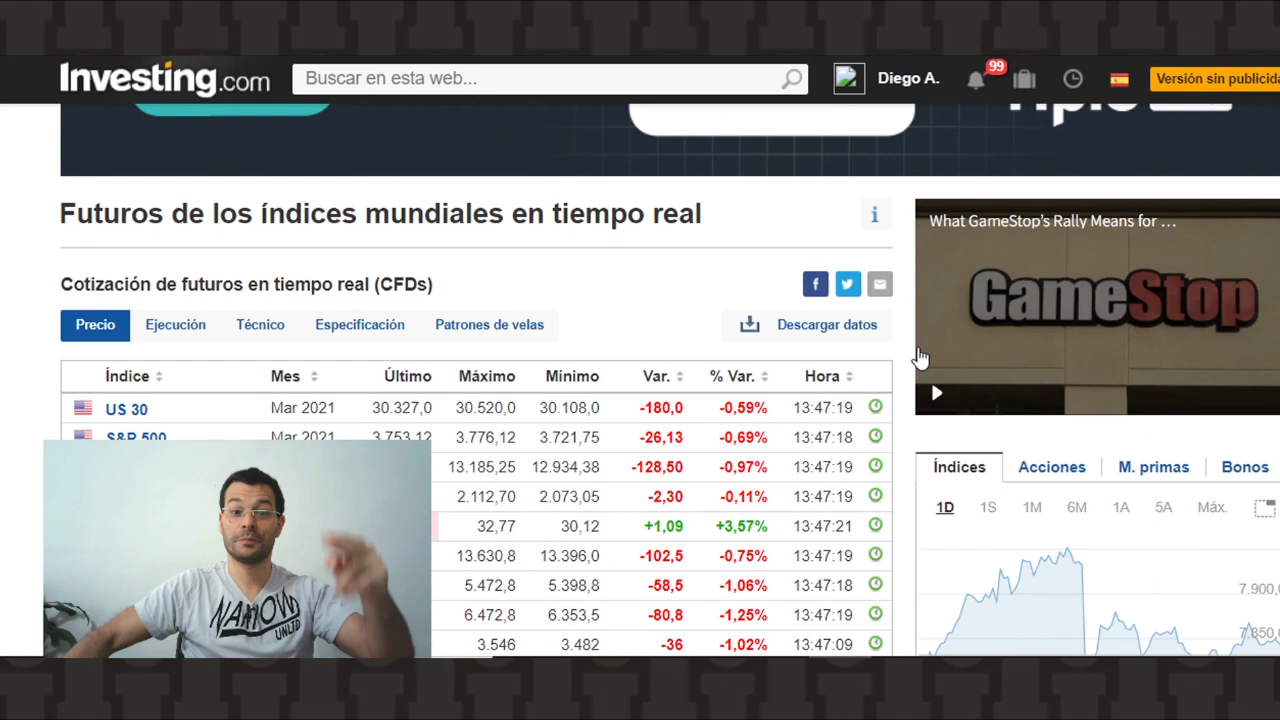 Investing.com
Buscar en esta web...
Diego A.
99
Versión sin publicida
Futuros de los índices mundiales en tiempo real
i
What GameStop's Rally Means for ...
GameStop
Cotización de futuros en tiempo real (CFDs)
f
Precio Ejecución Técnico Especificación Patrones de velas Descargar datos
Índice Mes Último Máximo Mínimo Var. % Var. Hora
US 30 Mar 2021 30.327,0 30.520,0 30.108,0 -180,0 -0,59% 13:47:19
S&P 500 Mar 2021 3.753,12 3.776,12 3.721,75 -26,13 -0,69% 13:47:18
13.185,25 12.934,38 -128,50 -0,97% 13:47:19
2.112,70 2.073,05 -2,30 -0,11% 13:47:19
32,77 30,12 +1,09 +3,57% 13:47:21
13.630,8 13.396,0 -102,5 -0,75% 13:47:19
5.472,8 5.398,8 -58,5 -1,06% 13:47:18
6.472,8 6.353,5 -80,8 -1,25% 13:47:19
3.546 3.482 -36 -1,02% 13:47:09
Índices Acciones M. primas Bonos
1D 1S 1M 6M 1A 5A Máx.
7.900,
7.850,
UNLTD